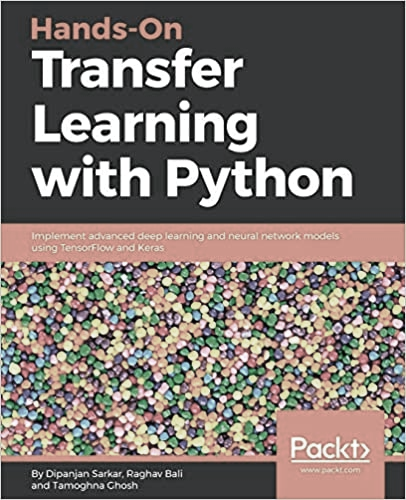 Hands-On
Transfer
Learning
with Python
Implement advanced deep learning and neural network models
using TensorFlow and Keras
Packt>
www.packt.com
By Dipanjan Sarkar, Raghav Bali
and Tamoghna Ghosh